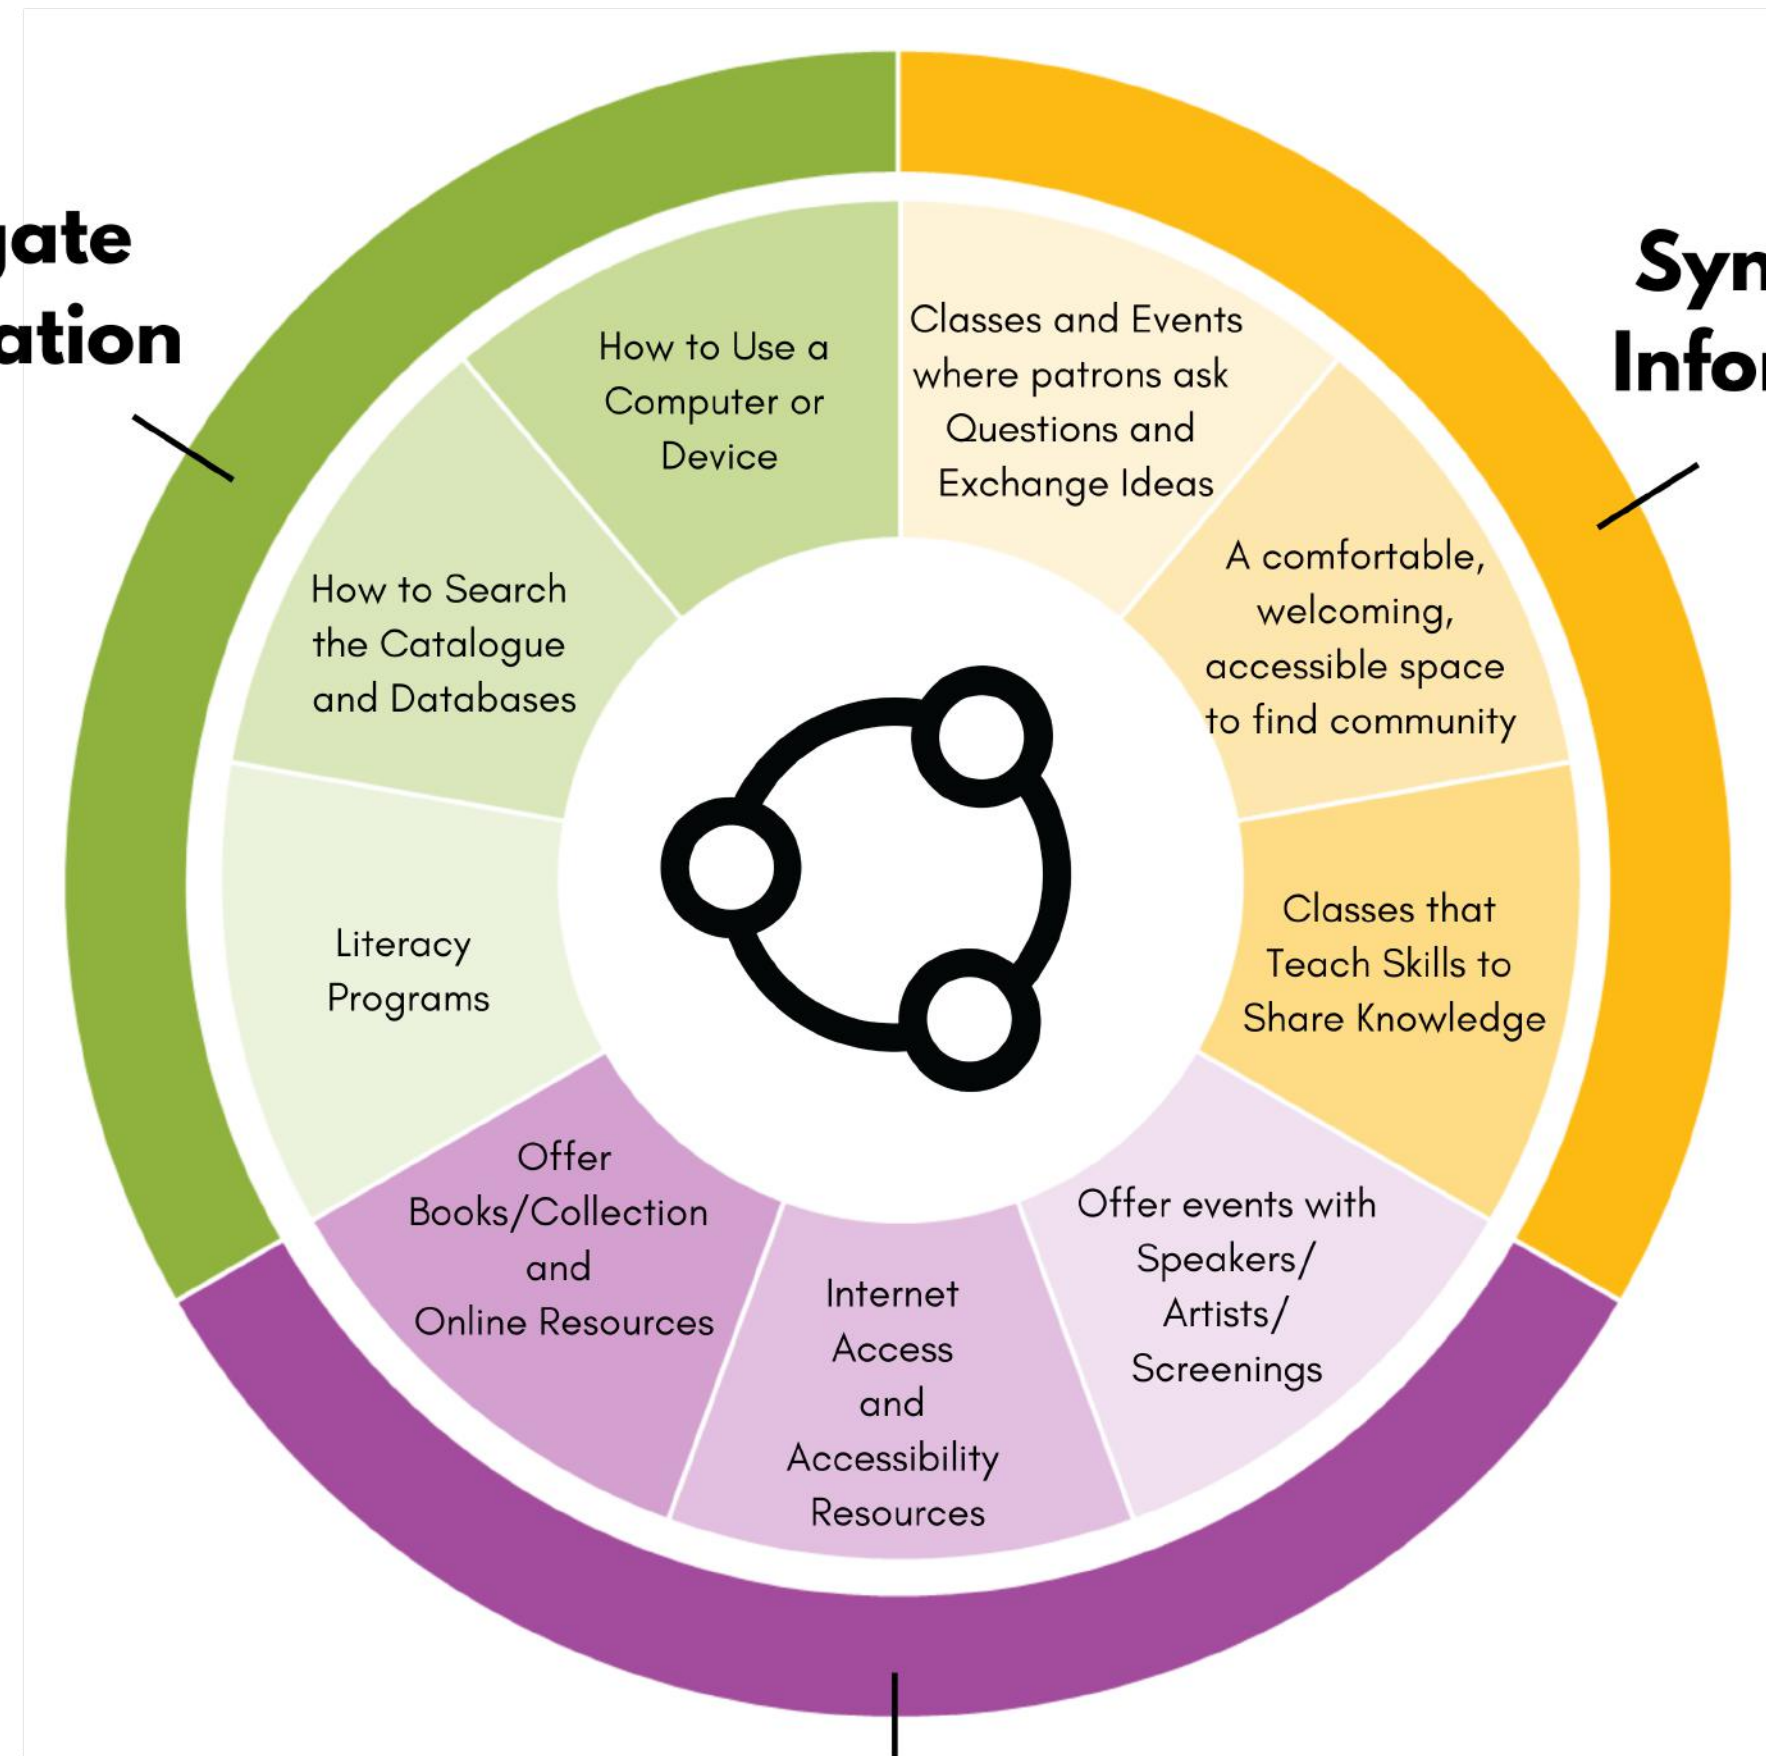 gate
ation
Syn
Infor
How to Use a
Computer or
Device
Classes and Events
where patrons ask
Questions and
Exchange Ideas
A comfortable,
welcoming,
accessible space
to find community
How to Search
the Catalogue
and Databases
Classes that
Teach Skills to
Share Knowledge
Literacy
Programs
Offer
Books/Collection
and
Online Resources
Internet
Access
and
Accessibility
Resources
Offer events with
Speakers/
Artists/
Screenings